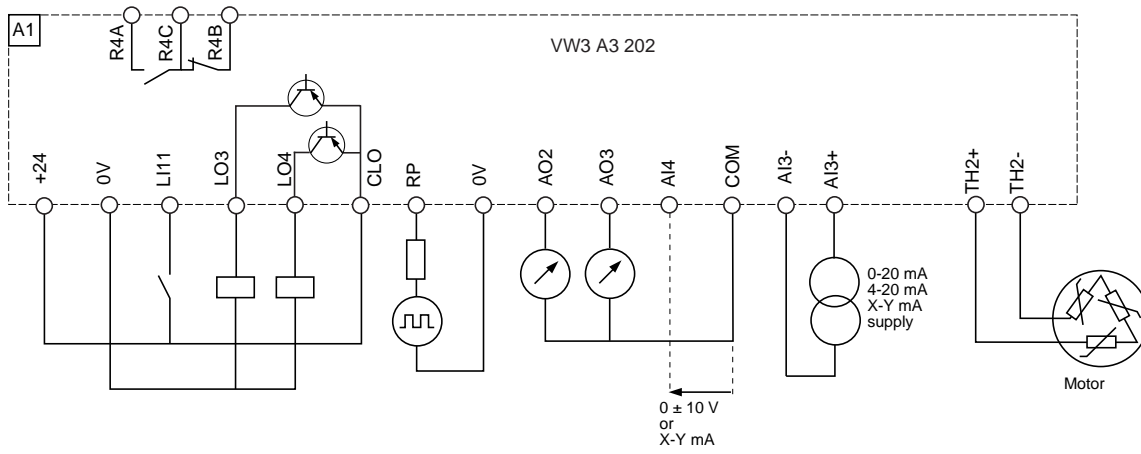 A1
R4A
R4C
R4B
VW3 A3 202
+24
0V
LI11
LO3
LO4
CLO
RP
0V
AO2
AO3
AI4
COM
AI3-
AI3+
TH2+
TH2-
0-20 mA
4-20 mA
X-Y mA
supply
Motor
0 ± 10 V
or
X-Y mA